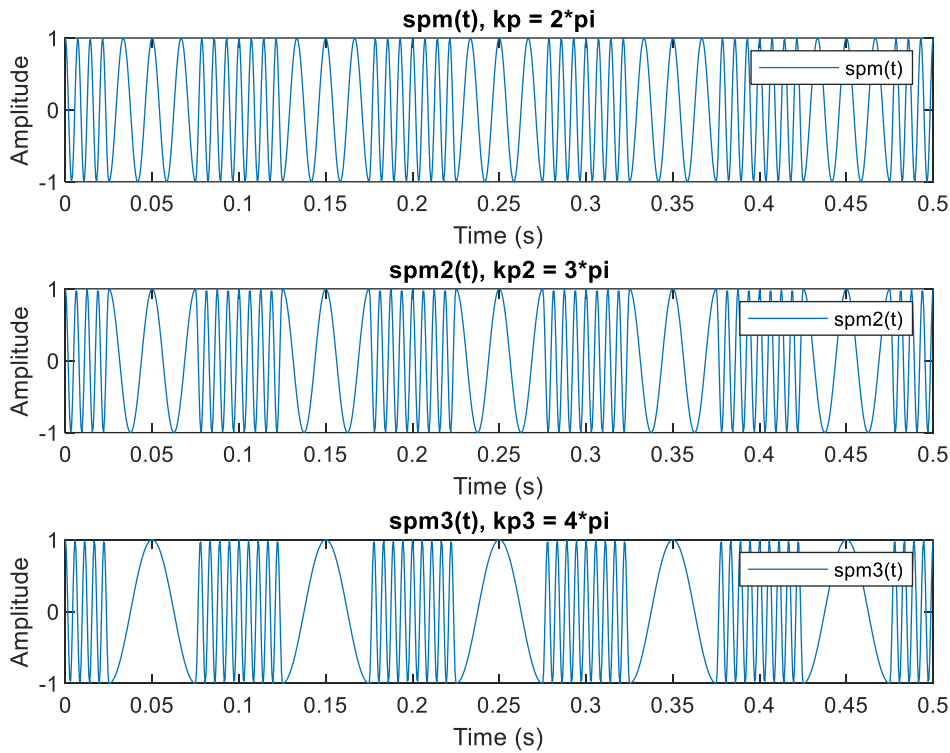 spm(t), kp = 2*pi
1
0
-1
Amplitude
spm(t)
0 0.05 0.1 0.15 0.2 0.25 0.3 0.35 0.4 0.45 0.5
Time (s)
spm2(t), kp2 = 3*pi
1
0
-1
Amplitude
spm2(t)
0 0.05 0.1 0.15 0.2 0.25 0.3 0.35 0.4 0.45 0.5
Time (s)
spm3(t), kp3 = 4*pi
1
0
-1
Amplitude
spm3(t)
0 0.05 0.1 0.15 0.2 0.25 0.3 0.35 0.4 0.45 0.5
Time (s)